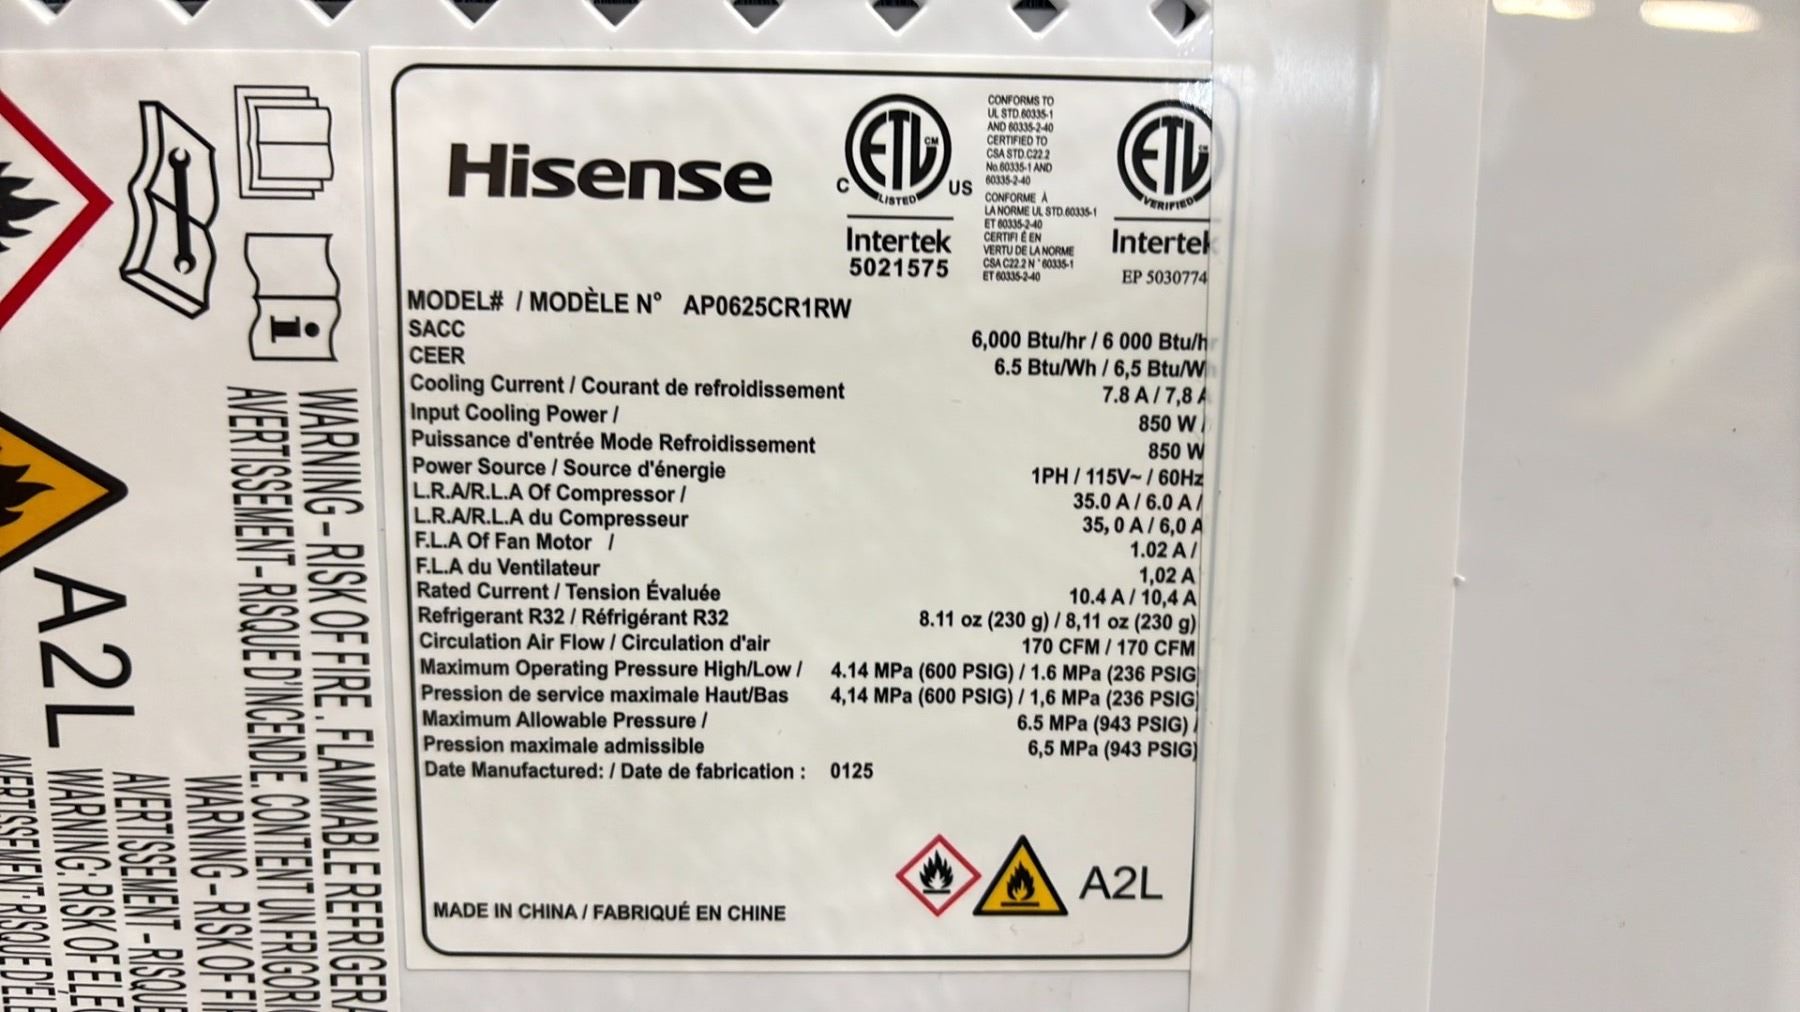 Hisense
C
ETL
CM
LISTED
US
Intertek
5021575
CONFORMS TO
UL STD.60335-1
AND 60335-2-40
CERTIFIED TO
CSA STD.C22.2
No.60335-1 AND
60335-2-40
CONFORME À
LA NORME UL STD.60335-1
ET 60335-2-40
CERTIFI É EN
VERTU DE LA NORME
CSA C22.2 N ° 60335-1
ET 60335-2-40
ETL
VERIFIED
Intertek
EP 5030774
MODEL# / MODÈLE N° AP0625CR1RW
SACC 6,000 Btu/hr / 6 000 Btu/hr
CEER 6.5 Btu/Wh / 6,5 Btu/Wh
Cooling Current / Courant de refroidissement 7.8 A / 7,8 A
Input Cooling Power / 850 W /
Puissance d'entrée Mode Refroidissement 850 W
Power Source / Source d'énergie 1PH / 115V~ / 60Hz
L.R.A/R.L.A Of Compressor / 35.0 A / 6.0 A /
L.R.A/R.L.A du Compresseur 35, 0 A / 6,0 A
F.L.A Of Fan Motor / 1.02 A /
F.L.A du Ventilateur 1,02 A
Rated Current / Tension Évaluée 10.4 A / 10,4 A
Refrigerant R32 / Réfrigérant R32 8.11 oz (230 g) / 8,11 oz (230 g)
Circulation Air Flow / Circulation d'air 170 CFM / 170 CFM
Maximum Operating Pressure High/Low / 4.14 MPa (600 PSIG) / 1.6 MPa (236 PSIG)
Pression de service maximale Haut/Bas 4,14 MPa (600 PSIG) / 1,6 MPa (236 PSIG)
Maximum Allowable Pressure / 6.5 MPa (943 PSIG) /
Pression maximale admissible 6,5 MPa (943 PSIG)
Date Manufactured: / Date de fabrication : 0125
MADE IN CHINA / FABRIQUÉ EN CHINE
A2L
A2L
WARNING – RISK OF FIRE . FLAMMABLE REFRIGERA
AVERTISSEMENT - RISQUE D'INCENDIE. CONTIENT UN FRIGORI
WARNING – RISK OF FI
AVERTISSEMENT - RISQUE
WARNING; RISK OF ELEC
VERTISSEMENT: RISQUE D'ÉLE